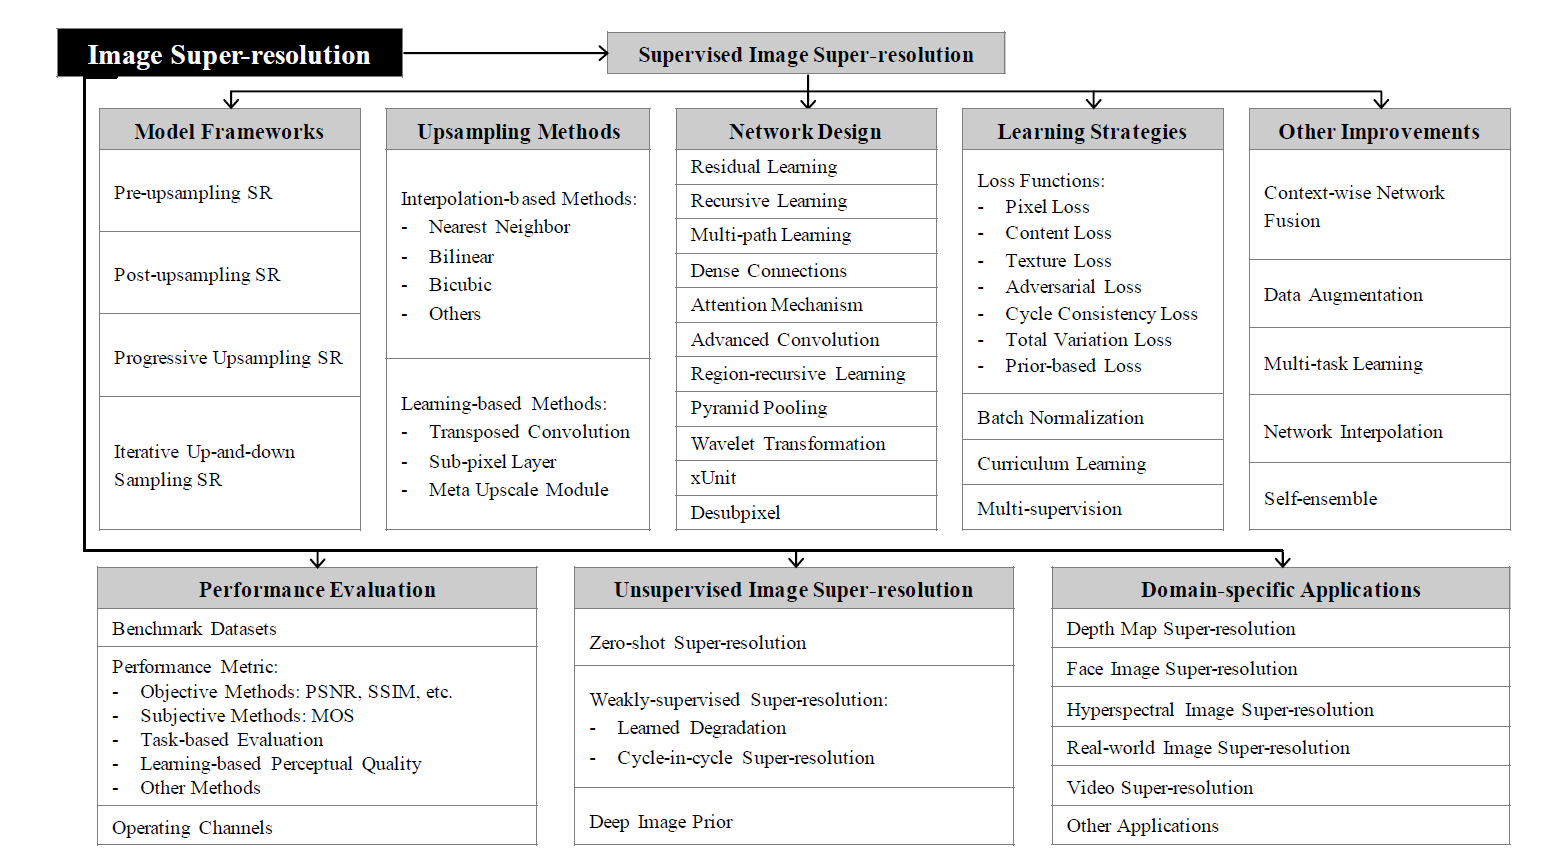 Image Super-resolution
Supervised Image Super-resolution
Model Frameworks
Pre-upsampling SR
Post-upsampling SR
Progressive Upsampling SR
Iterative Up-and-down
Sampling SR
Upsampling Methods
Interpolation-based Methods:
- Nearest Neighbor
- Bilinear
- Bicubic
- Others
Learning-based Methods:
- Transposed Convolution
- Sub-pixel Layer
- Meta Upscale Module
Network Design
Residual Learning
Recursive Learning
Multi-path Learning
Dense Connections
Attention Mechanism
Advanced Convolution
Region-recursive Learning
Pyramid Pooling
Wavelet Transformation
xUnit
Desubpixel
Learning Strategies
Loss Functions:
- Pixel Loss
- Content Loss
- Texture Loss
- Adversarial Loss
- Cycle Consistency Loss
- Total Variation Loss
- Prior-based Loss
Batch Normalization
Curriculum Learning
Multi-supervision
Other Improvements
Context-wise Network
Fusion
Data Augmentation
Multi-task Learning
Network Interpolation
Self-ensemble
Performance Evaluation
Benchmark Datasets
Performance Metric:
- Objective Methods: PSNR, SSIM, etc.
- Subjective Methods: MOS
- Task-based Evaluation
- Learning-based Perceptual Quality
- Other Methods
Operating Channels
Unsupervised Image Super-resolution
Zero-shot Super-resolution
Weakly-supervised Super-resolution:
- Learned Degradation
- Cycle-in-cycle Super-resolution
Deep Image Prior
Domain-specific Applications
Depth Map Super-resolution
Face Image Super-resolution
Hyperspectral Image Super-resolution
Real-world Image Super-resolution
Video Super-resolution
Other Applications